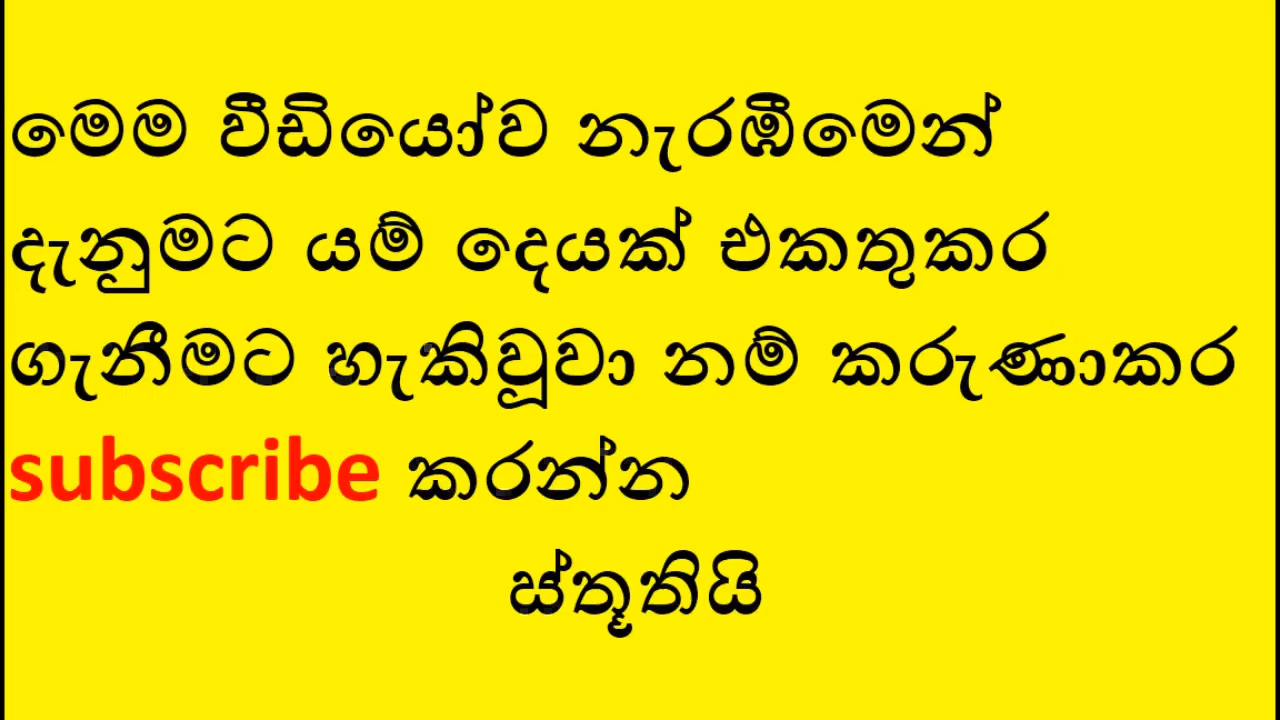 මෙම වීඩියෝව නැරඹීමෙන්
දැනුමට යම් දෙයක් එකතුකර
ගැනීමට හැකිවූවා නම් කරුණාකර
subscribe කරන්න
ස්තූතියි